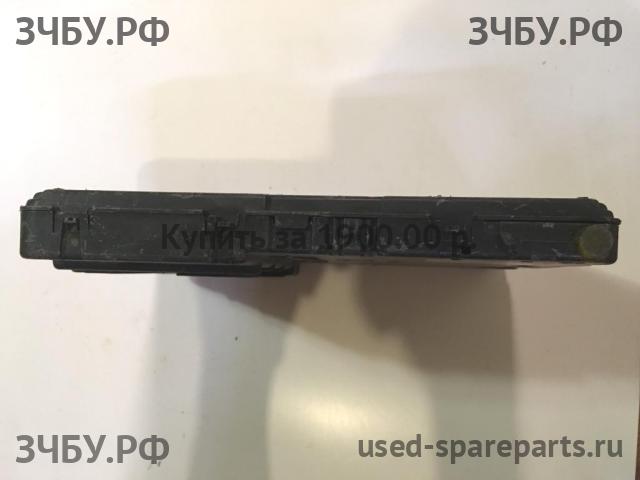 ЗЧБУ.РФ ЗЧБУ.РФ
Купить за 1900.00 р.
ЗЧБУ.РФ used-spareparts.ru